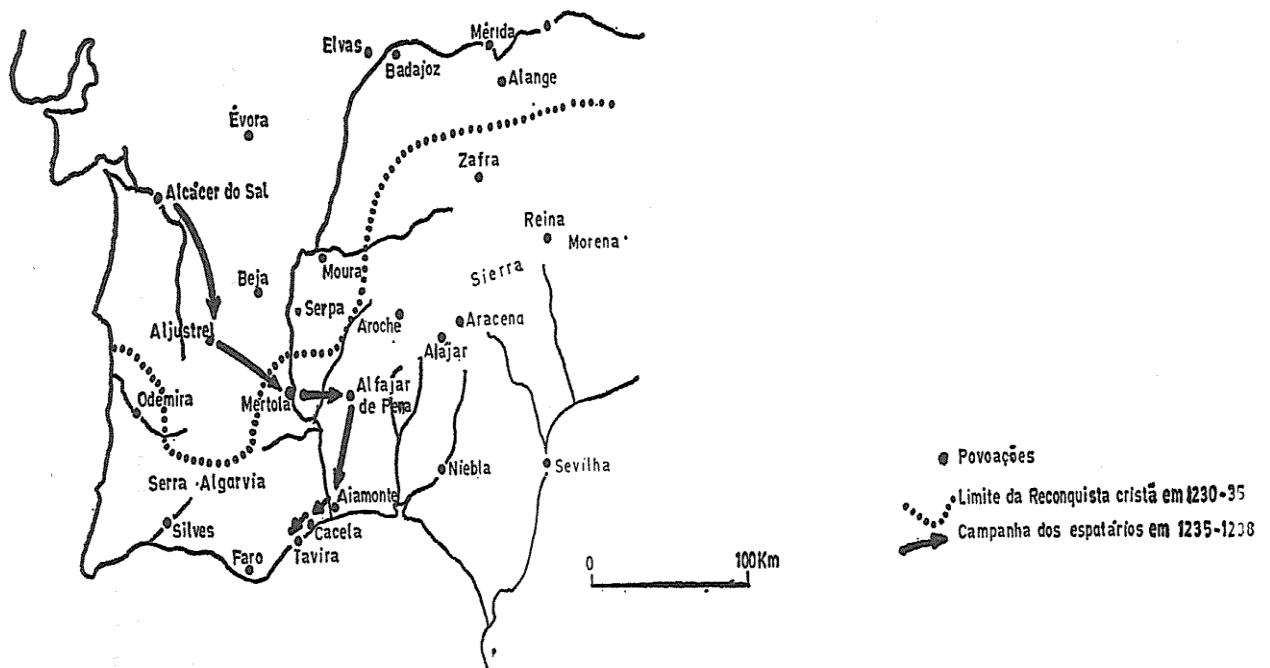 Mérida
Elvas
Badajoz
Alange
Évora
Zafra
Alcácer do Sal
Reina
Morena
Moura
Sierra
Beja
Serpa
Aroche
Aracena
Aljustrel
Alajar
Odemira
Mertola
Alfajar
de Pena
Niebla
Sevilha
Serra Algarvia
Aiamonte
Silves
Cacela
Faro
Tavira
0
100Km
Povoações
Limite da Reconquista cristã em 1230-35
Campanha dos espatários em 1235-1238